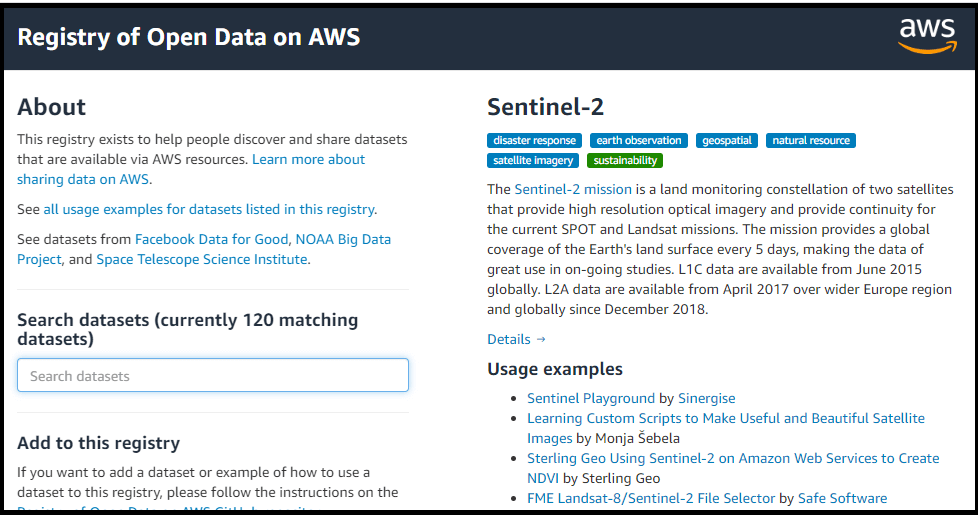 Registry of Open Data on AWS
aws
About
This registry exists to help people discover and share datasets
that are available via AWS resources. Learn more about
sharing data on AWS.
See all usage examples for datasets listed in this registry.
See datasets from Facebook Data for Good, NOAA Big Data
Project, and Space Telescope Science Institute.
Search datasets (currently 120 matching
datasets)
Search datasets
Add to this registry
If you want to add a dataset or example of how to use a
dataset to this registry, please follow the instructions on the
Registry of Open Data on AWS GitHub repository
Sentinel-2
disaster response earth observation geospatial natural resource
satellite imagery sustainability
The Sentinel-2 mission is a land monitoring constellation of two satellites
that provide high resolution optical imagery and provide continuity for
the current SPOT and Landsat missions. The mission provides a global
coverage of the Earth's land surface every 5 days, making the data of
great use in on-going studies. L1C data are available from June 2015
globally. L2A data are available from April 2017 over wider Europe region
and globally since December 2018.
Details →
Usage examples
• Sentinel Playground by Sinergise
• Learning Custom Scripts to Make Useful and Beautiful Satellite
Images by Monja Šebela
• Sterling Geo Using Sentinel-2 on Amazon Web Services to Create
NDVI by Sterling Geo
• FME Landsat-8/Sentinel-2 File Selector by Safe Software